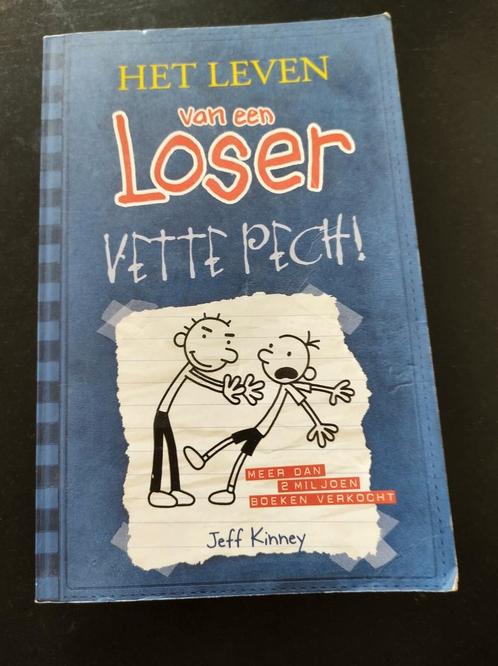 HET LEVEN
van een
Loser
VETTE PECH!
MEER DAN
2 MILJOEN
BOEKEN VERKOCHT
Jeff Kinney